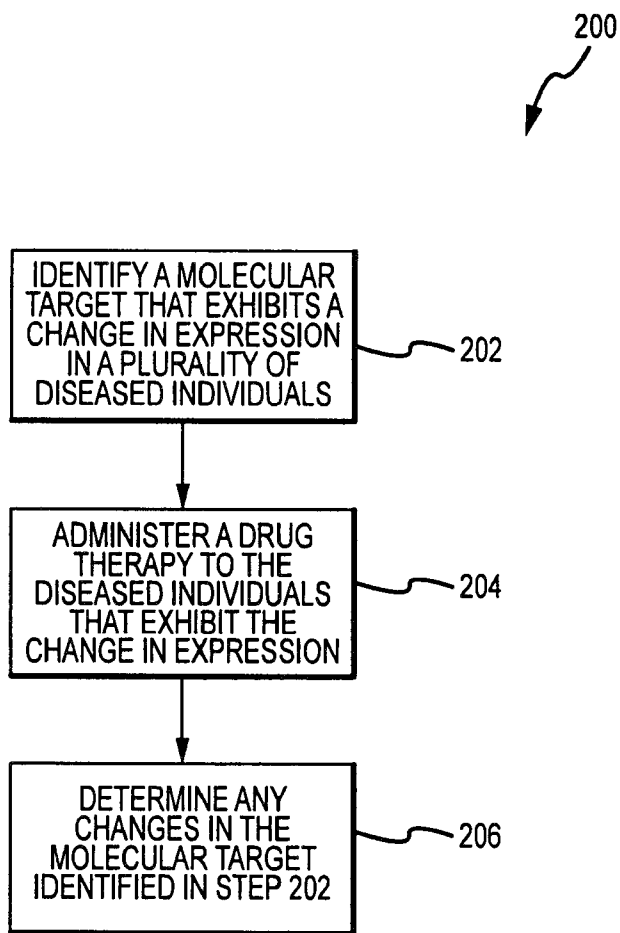 200
IDENTIFY A MOLECULAR
TARGET THAT EXHIBITS A
CHANGE IN EXPRESSION
IN A PLURALITY OF
DISEASED INDIVIDUALS
202
ADMINISTER A DRUG
THERAPY TO THE
DISEASED INDIVIDUALS
THAT EXHIBIT THE
CHANGE IN EXPRESSION
204
DETERMINE ANY
CHANGES IN THE
MOLECULAR TARGET
IDENTIFIED IN STEP 202
206